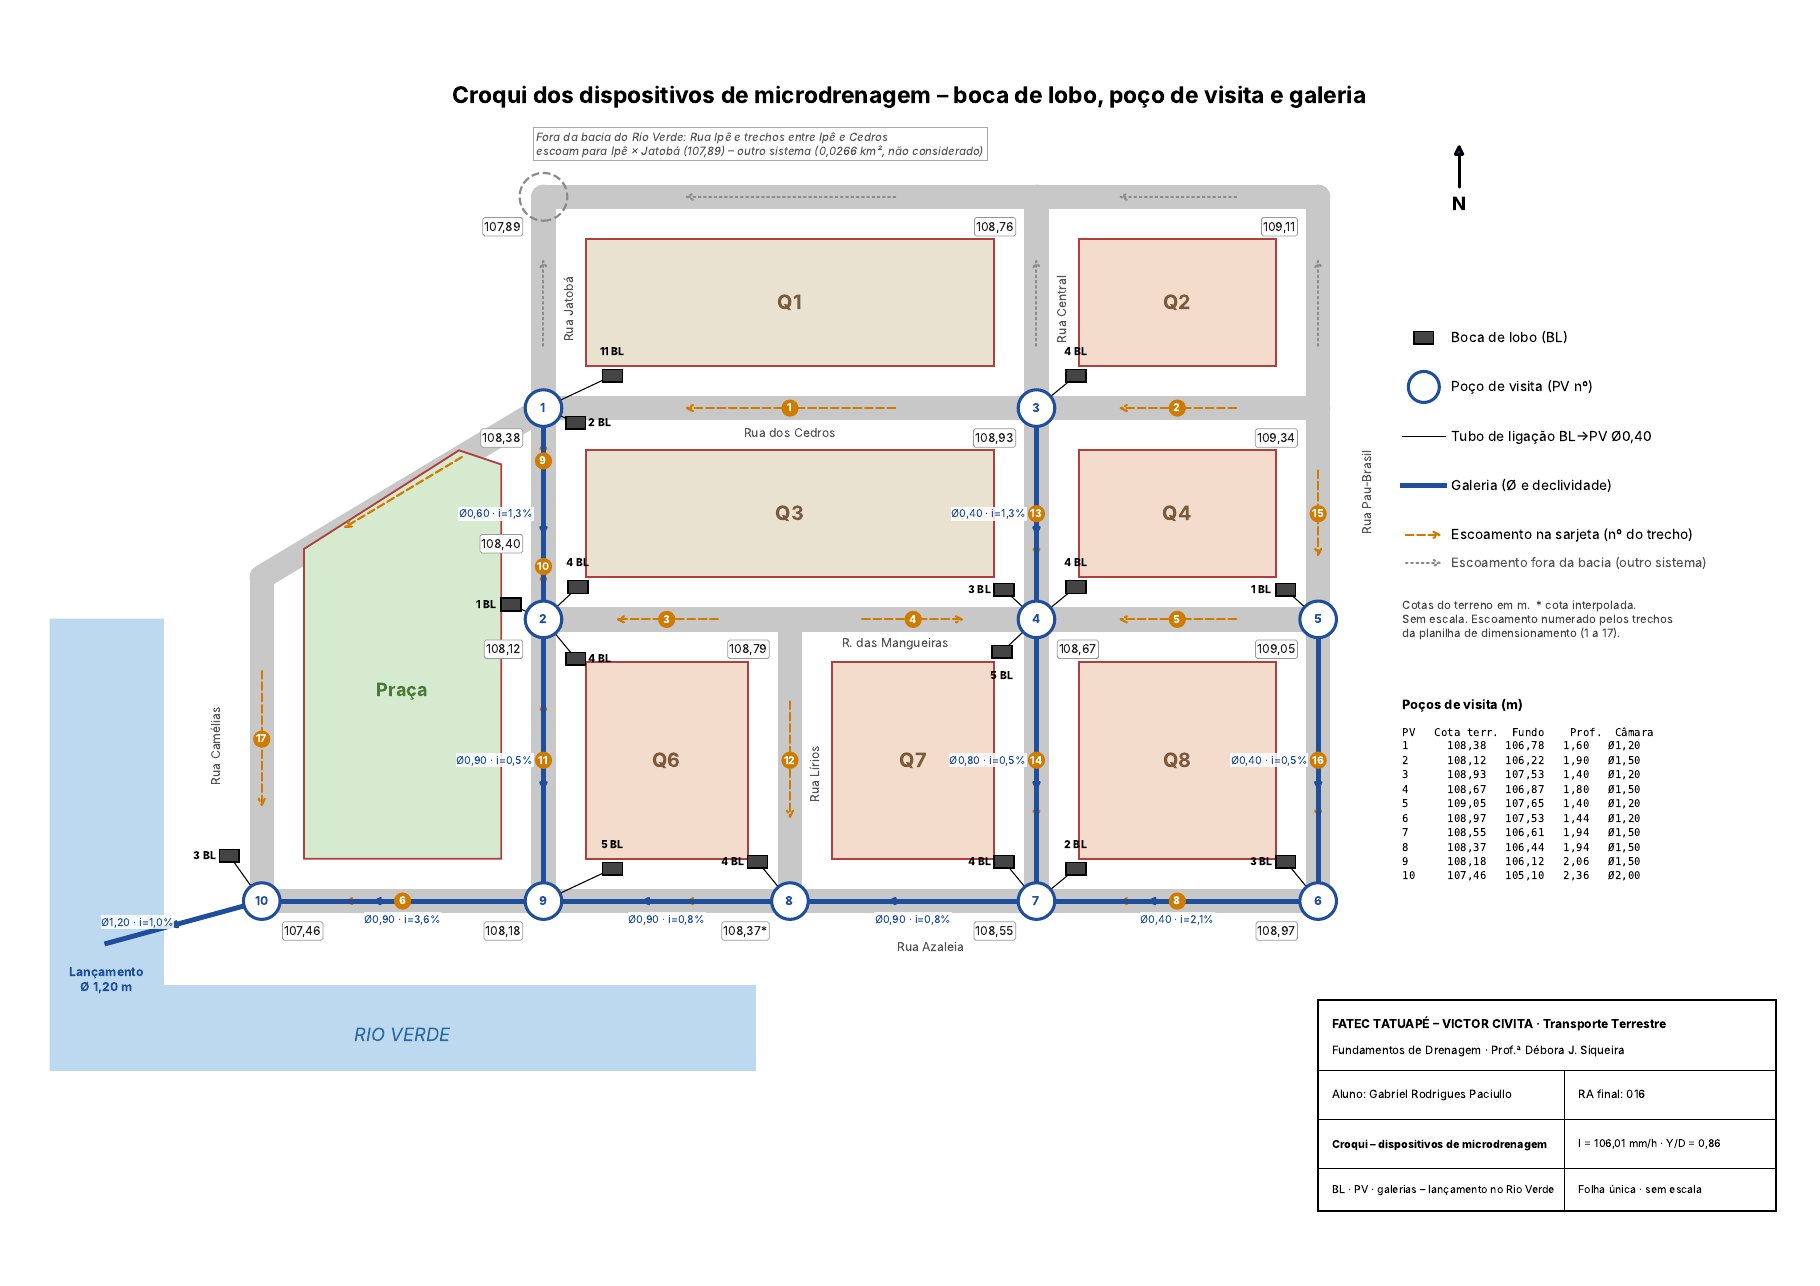 Croqui dos dispositivos de microdrenagem – boca de lobo, poço de visita e galeria
Fora da bacia do Rio Verde: Rua Ipê e trechos entre Ipê e Cedros
escoam para Ipê × Jatobá (107,89) – outro sistema (0,0266 km², não considerado)
N
107,89
108,76
109,11
Rua Jatobá
Q1
Rua Central
Q2
11 BL
4 BL
1
1
3
2
2 BL
Rua dos Cedros
108,38
108,93
109,34
9
Ø0,60 · i=1,3%
Q3
Ø0,40 · i=1,3%
13
Q4
15
Rua Pau-Brasil
108,40
10
4 BL
4 BL
1 BL
3 BL
1 BL
2
3
4
4
5
5
R. das Mangueiras
108,12
4 BL
108,79
108,67
109,05
5 BL
Praça
17
Rua Camélias
Ø0,90 · i=0,5%
11
Q6
12
Rua Lírios
Q7
Ø0,80 · i=0,5%
14
Q8
Ø0,40 · i=0,5%
16
3 BL
5 BL
4 BL
4 BL
2 BL
3 BL
10
6
9
8
7
8
6
Ø1,20 · i=1,0%
Ø0,90 · i=3,6%
Ø0,90 · i=0,8%
Ø0,90 · i=0,8%
Ø0,40 · i=2,1%
107,46
108,18
108,37*
108,55
108,97
Rua Azaleia
Lançamento
Ø 1,20 m
RIO VERDE
Boca de lobo (BL)
Poço de visita (PV nº)
Tubo de ligação BL→PV Ø0,40
Galeria (Ø e declividade)
Escoamento na sarjeta (nº do trecho)
Escoamento fora da bacia (outro sistema)
Cotas do terreno em m. * cota interpolada.
Sem escala. Escoamento numerado pelos trechos
da planilha de dimensionamento (1 a 17).
Poços de visita (m)
PV Cota terr. Fundo Prof. Câmara
1 108,38 106,78 1,60 Ø1,20
2 108,12 106,22 1,90 Ø1,50
3 108,93 107,53 1,40 Ø1,20
4 108,67 106,87 1,80 Ø1,50
5 109,05 107,65 1,40 Ø1,20
6 108,97 107,53 1,44 Ø1,20
7 108,55 106,61 1,94 Ø1,50
8 108,37 106,44 1,94 Ø1,50
9 108,18 106,12 2,06 Ø1,50
10 107,46 105,10 2,36 Ø2,00
FATEC TATUAPÉ – VICTOR CIVITA · Transporte Terrestre
Fundamentos de Drenagem · Prof.ª Débora J. Siqueira
Aluno: Gabriel Rodrigues Paciullo
RA final: 016
Croqui – dispositivos de microdrenagem
I = 106,01 mm/h · Y/D = 0,86
BL · PV · galerias – lançamento no Rio Verde
Folha única · sem escala